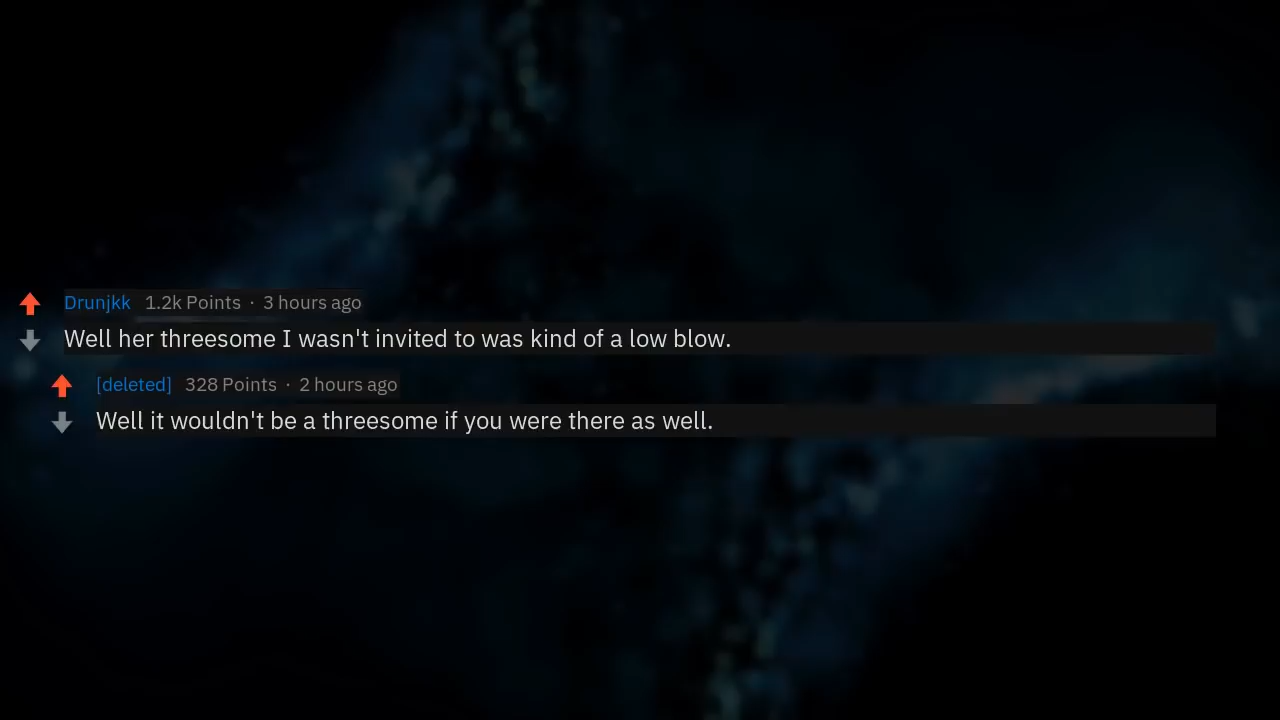 Drunjkk 1.2k Points · 3 hours ago
Well her threesome I wasn't invited to was kind of a low blow.
[deleted] 328 Points · 2 hours ago
Well it wouldn't be a threesome if you were there as well.